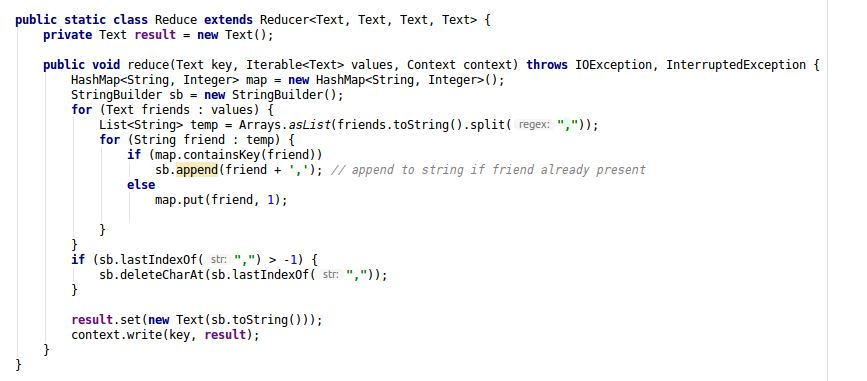 public static class Reduce extends Reducer<Text, Text, Text, Text> {
    private Text result = new Text();

    public void reduce(Text key, Iterable<Text> values, Context context) throws IOException, InterruptedException {
        HashMap<String, Integer> map = new HashMap<String, Integer>();
        StringBuilder sb = new StringBuilder();
        for (Text friends : values) {
            List<String> temp = Arrays.asList(friends.toString().split( regex: ","));
            for (String friend : temp) {
                if (map.containsKey(friend))
                    sb.append(friend + ','); // append to string if friend already present
                else
                    map.put(friend, 1);

            }
        }
        if (sb.lastIndexOf( str: ",") > -1) {
            sb.deleteCharAt(sb.lastIndexOf( str: ","));
        }

        result.set(new Text(sb.toString()));
        context.write(key, result);
    }
}